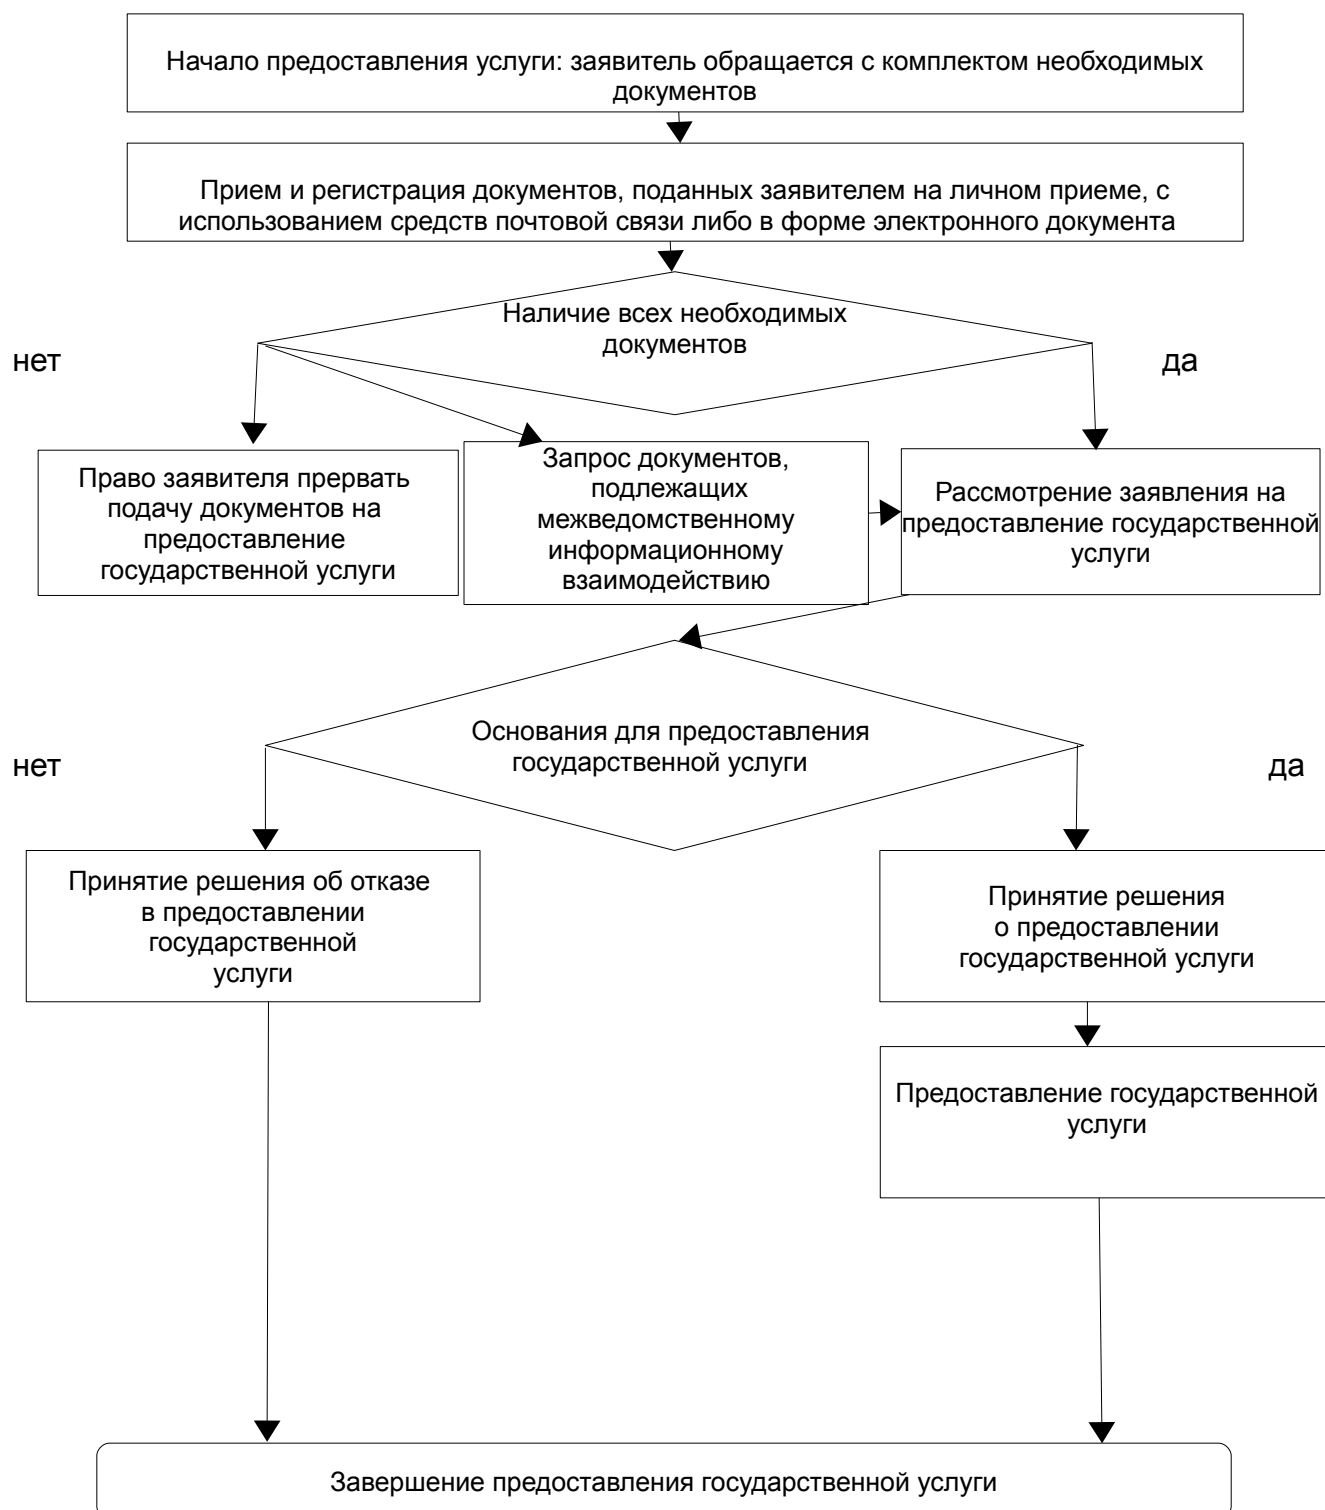 Начало предоставления услуги: заявитель обращается с комплектом необходимых
документов
Прием и регистрация документов, поданных заявителем на личном приеме, с
использованием средств почтовой связи либо в форме электронного документа
Наличие всех необходимых
документов
нет
да
Право заявителя прервать
подачу документов на
предоставление
государственной услуги
Запрос документов,
подлежащих
межведомственному
информационному
взаимодействию
Рассмотрение заявления на
предоставление государственной
услуги
Основания для предоставления
государственной услуги
нет
да
Принятие решения об отказе
в предоставлении
государственной
услуги
Принятие решения
о предоставлении
государственной услуги
Предоставление государственной
услуги
Завершение предоставления государственной услуги